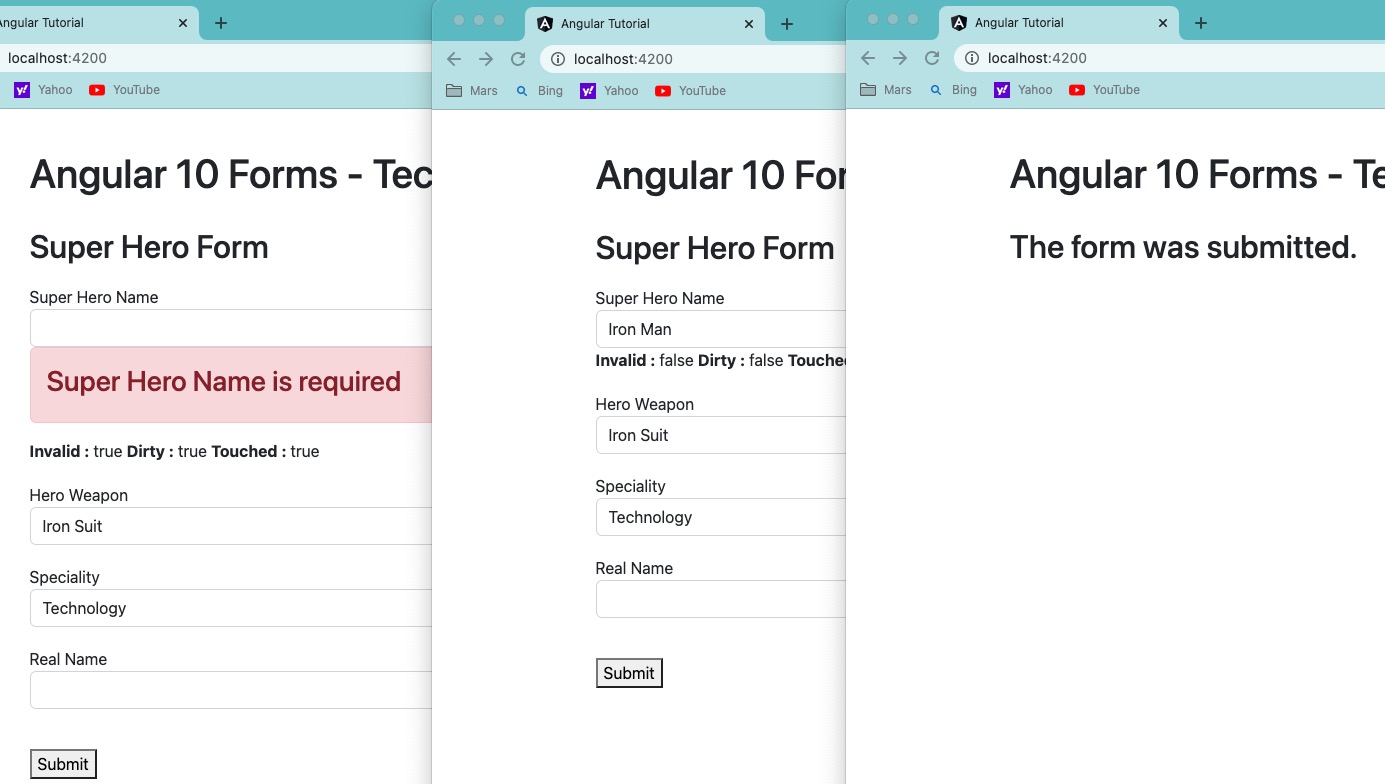 ngular Tutorial
localhost:4200
Yahoo YouTube
Angular 10 Forms - Tec
Super Hero Form
Super Hero Name
Super Hero Name is required
Invalid : true Dirty : true Touched : true
Hero Weapon
Iron Suit
Speciality
Technology
Real Name
Submit
Angular Tutorial
localhost:4200
Mars Bing Yahoo YouTube
Angular 10 For
Super Hero Form
Super Hero Name
Iron Man
Invalid : false Dirty : false Touched
Hero Weapon
Iron Suit
Speciality
Technology
Real Name
Submit
Angular Tutorial
localhost:4200
Mars Bing Yahoo YouTube
Angular 10 Forms - Te
The form was submitted.